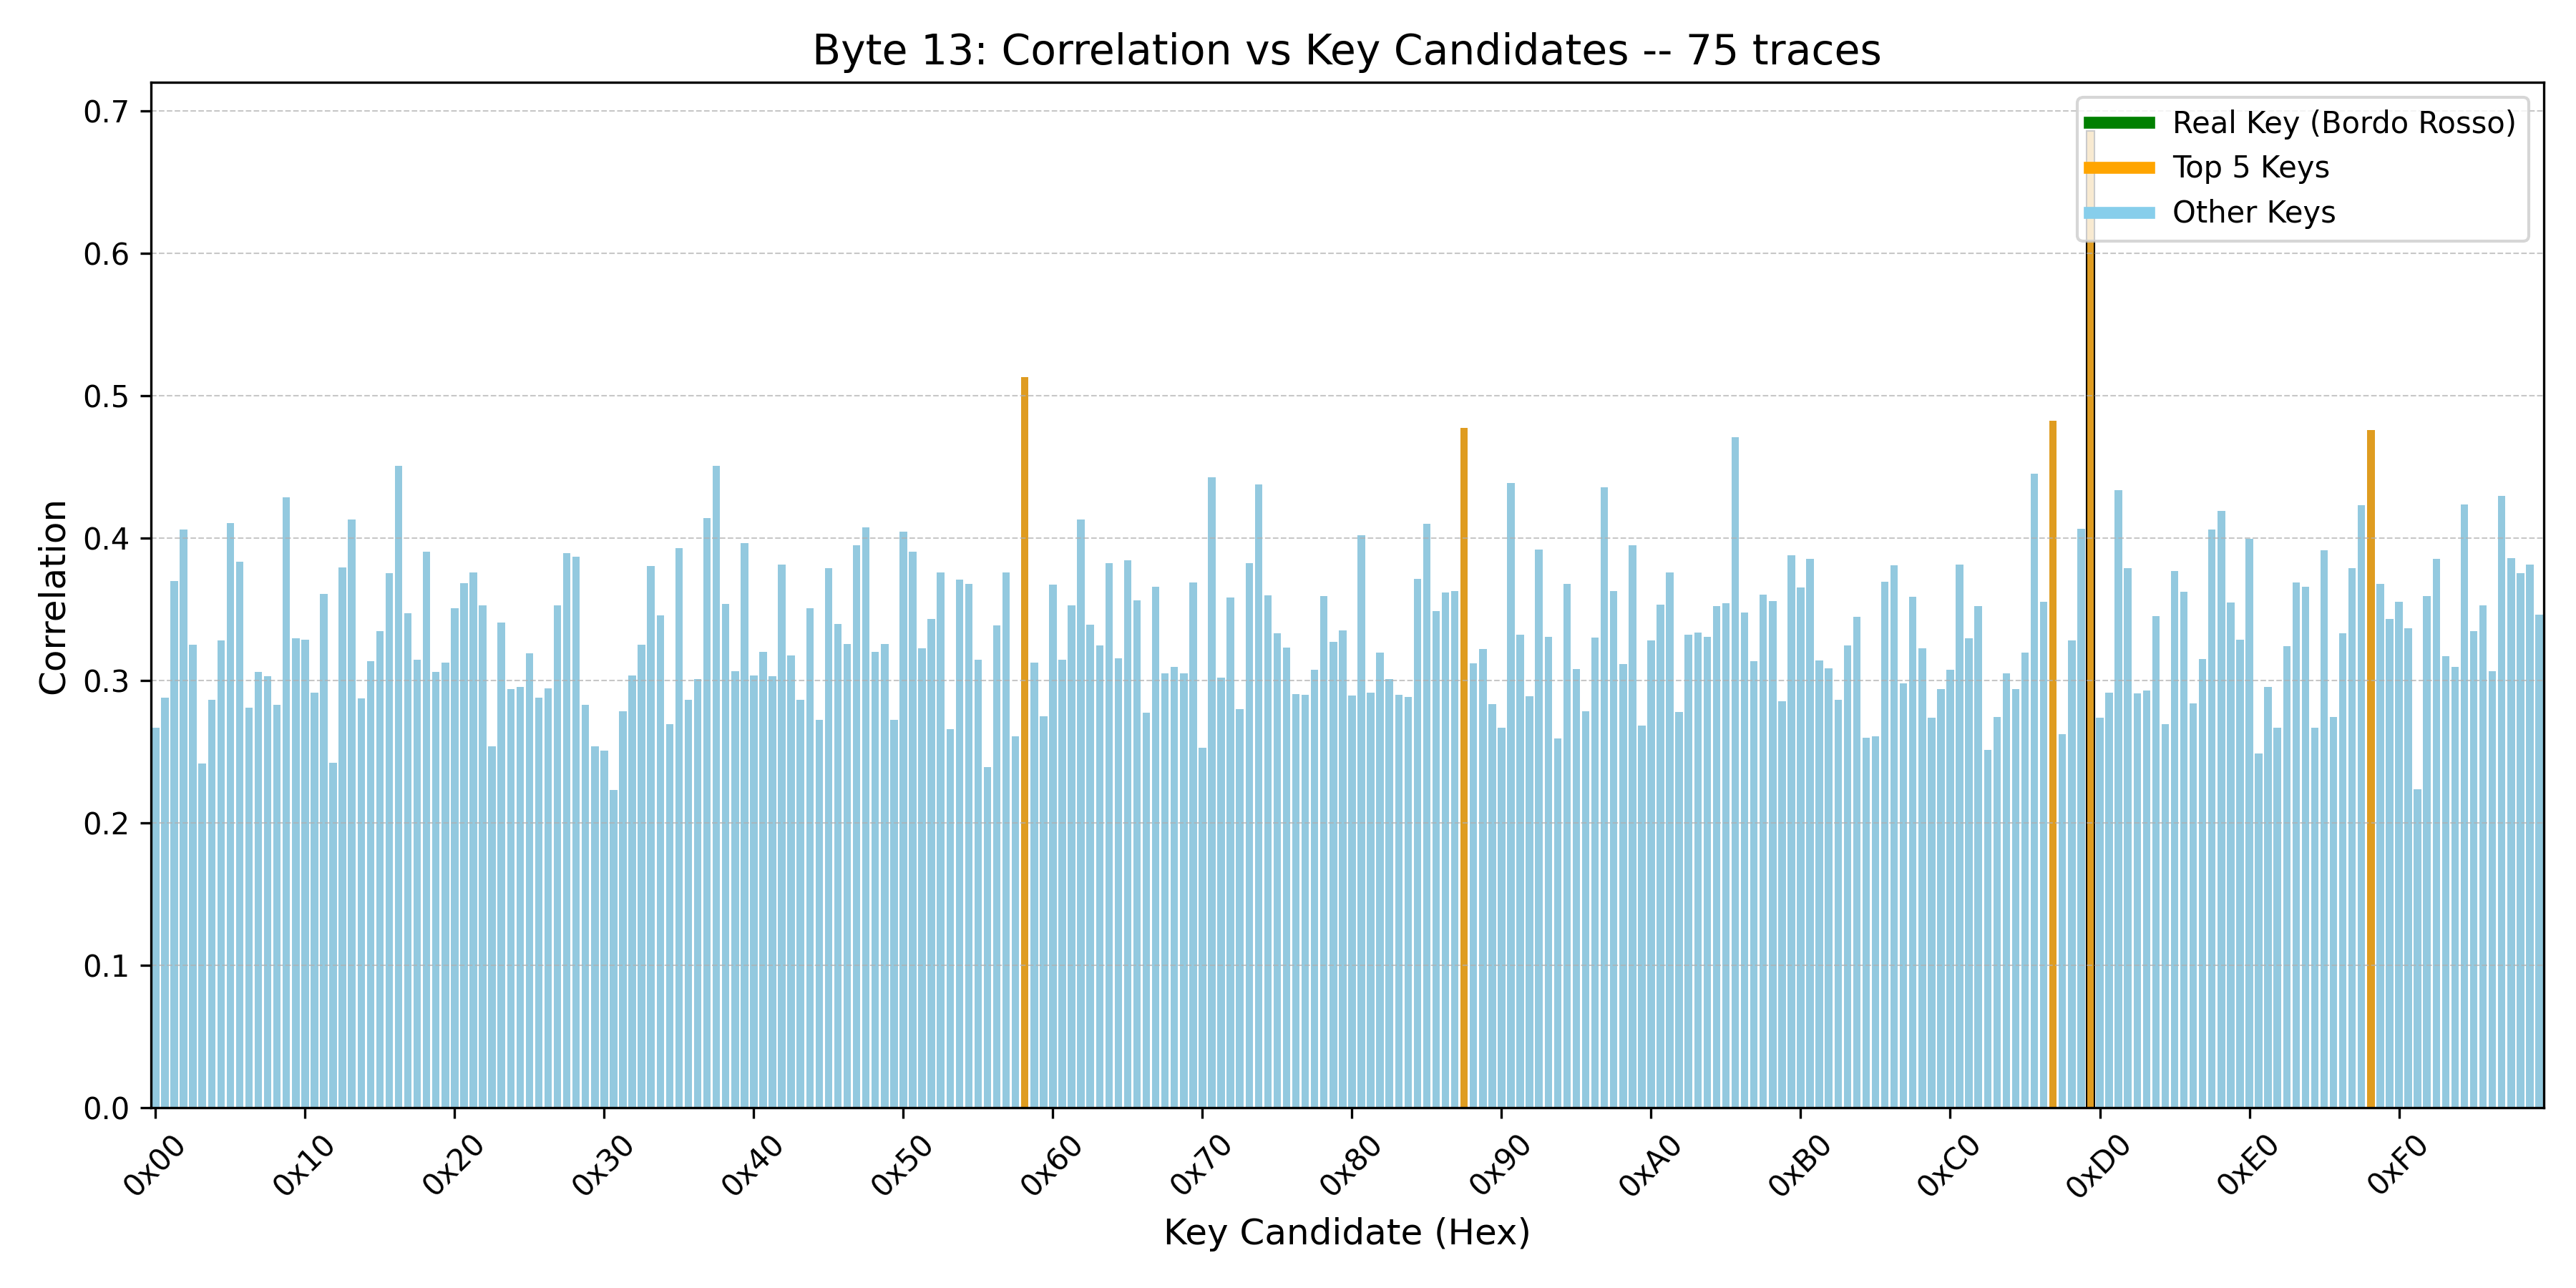 Byte 13: Correlation vs Key Candidates -- 75 traces
Real Key (Bordo Rosso)
Top 5 Keys
Other Keys
Correlation
0.7
0.6
0.5
0.4
0.3
0.2
0.1
0.0
0x00 0x10 0x20 0x30 0x40 0x50 0x60 0x70 0x80 0x90 0xA0 0xB0 0xC0 0xD0 0xE0 0xF0
Key Candidate (Hex)